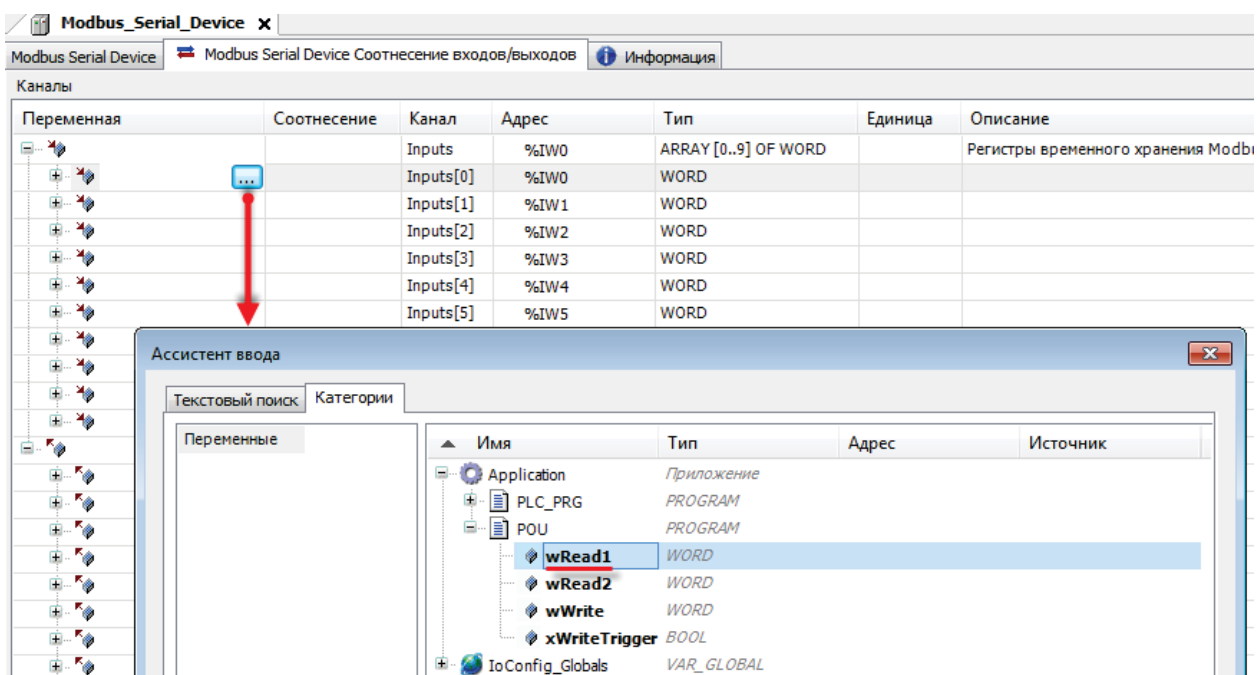 Modbus_Serial_Device x
Modbus Serial Device Modbus Serial Device Соотнесение входов/выходов Информация
Каналы
Переменная Соотнесение Канал Адрес Тип Единица Описание
Inputs %IW0 ARRAY [0..9] OF WORD Регистры временного хранения Modbu
... Inputs[0] %IW0 WORD
Inputs[1] %IW1 WORD
Inputs[2] %IW2 WORD
Inputs[3] %IW3 WORD
Inputs[4] %IW4 WORD
Inputs[5] %IW5 WORD
Ассистент ввода
Текстовый поиск Категории
Переменные
Имя Тип Адрес Источник
Application Приложение
PLC_PRG PROGRAM
POU PROGRAM
wRead1 WORD
wRead2 WORD
wWrite WORD
xWriteTrigger BOOL
IoConfig_Globals VAR_GLOBAL